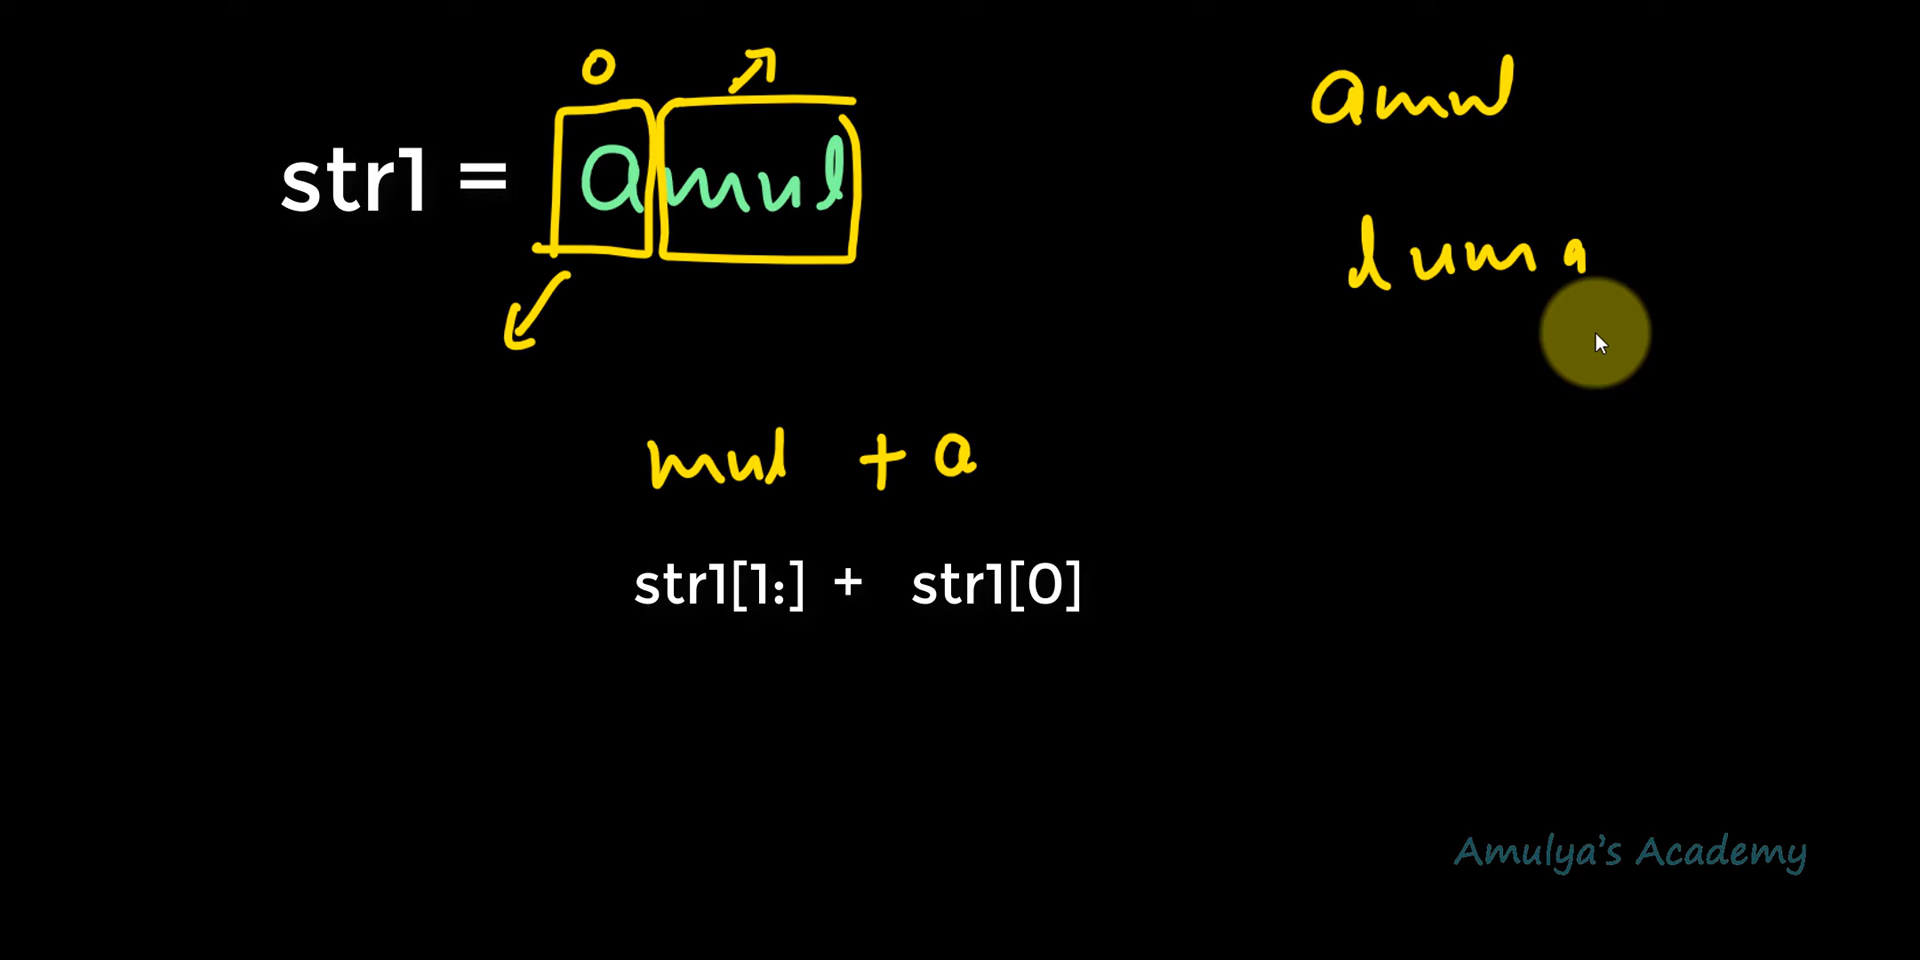 0
str1 = amul
mul + a
str1[1:] + str1[0]
amul
luma
Amulya's Academy